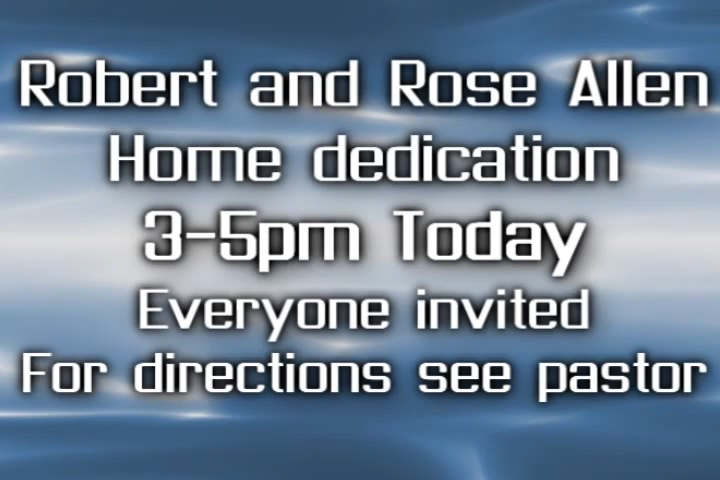 Robert and Rose Allen
Home dedication
3-5pm Today
Everyone invited
For directions see pastor